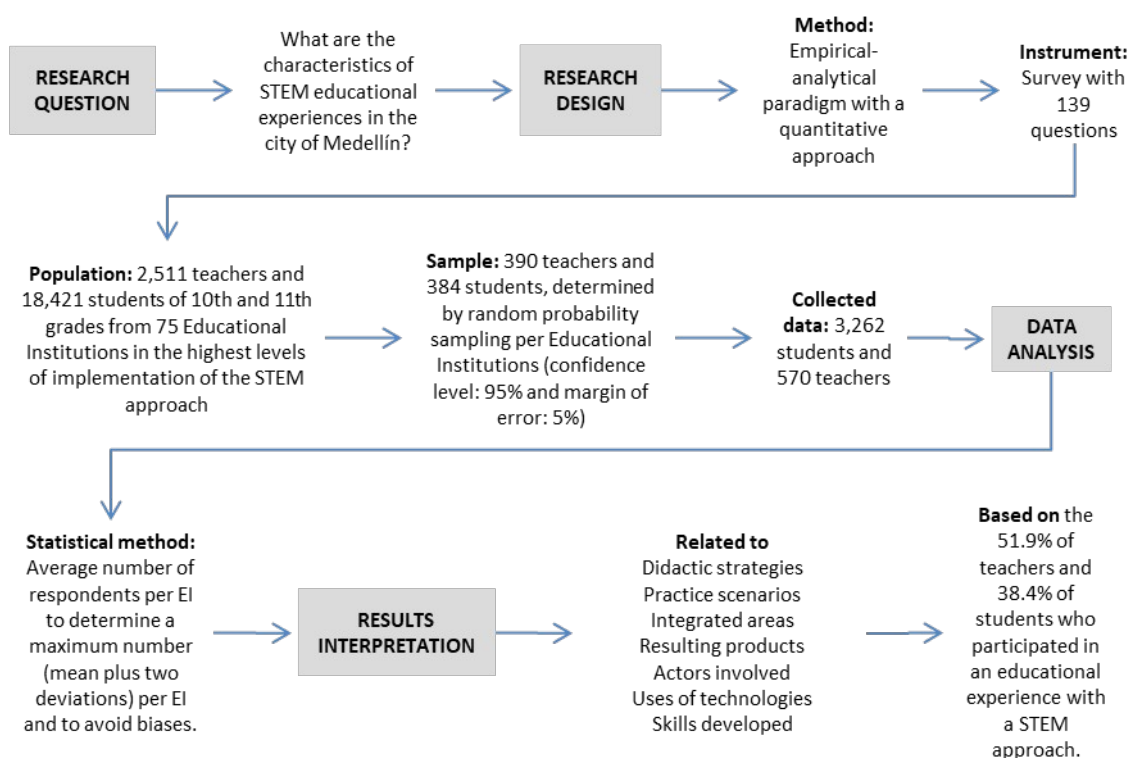 RESEARCH
QUESTION
What are the
characteristics of
STEM educational
experiences in the
city of Medellín?
RESEARCH
DESIGN
Method:
Empirical-
analytical
paradigm with a
quantitative
approach
Instrument:
Survey with
139
questions
Population: 2,511 teachers and
18,421 students of 10th and 11th
grades from 75 Educational
Institutions in the highest levels
of implementation of the STEM
approach
Sample: 390 teachers and
384 students, determined
by random probability
sampling per Educational
Institutions (confidence
level: 95% and margin of
error: 5%)
Collected
data: 3,262
students and
570 teachers
DATA
ANALYSIS
Statistical method:
Average number of
respondents per EI
to determine a
maximum number
(mean plus two
deviations) per EI
and to avoid biases.
RESULTS
INTERPRETATION
Related to
Didactic strategies
Practice scenarios
Integrated areas
Resulting products
Actors involved
Uses of technologies
Skills developed
Based on the
51.9% of
teachers and
38.4% of
students who
participated in
an educational
experience with
a STEM
approach.